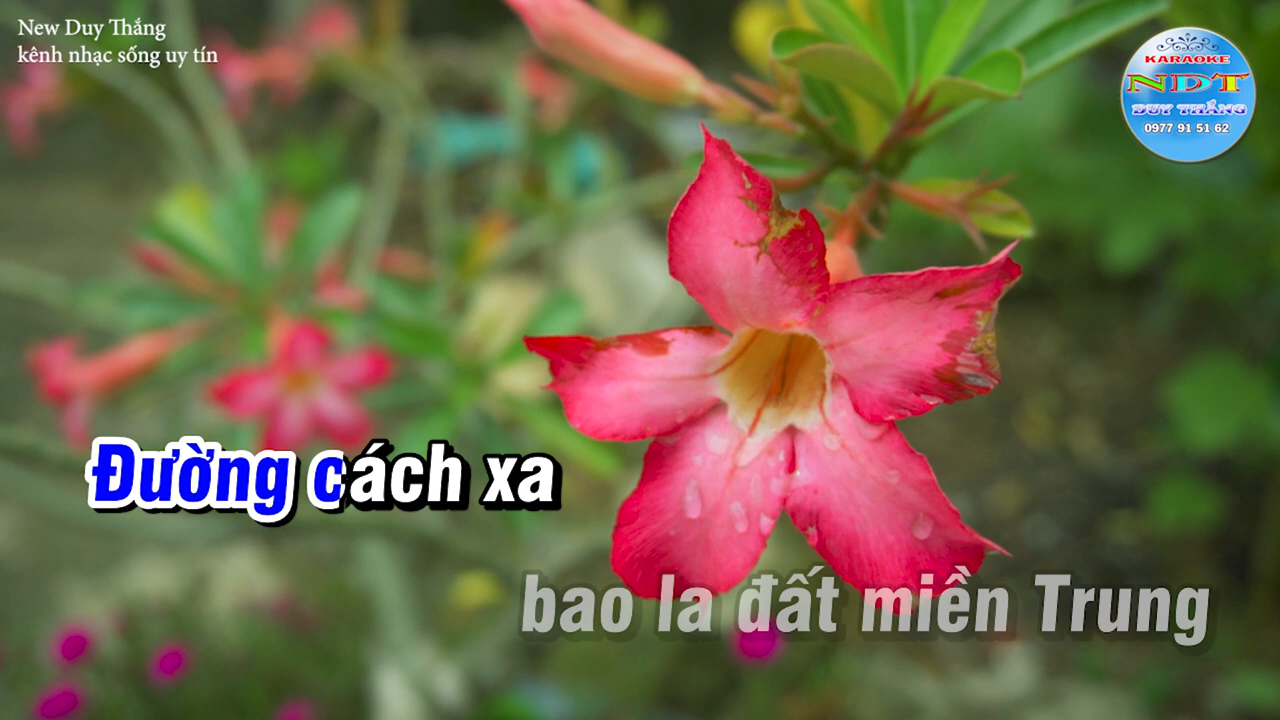 New Duy Thắng
kênh nhạc sống uy tín
KARAOKE
NDT
DUY THẮNG
0977 91 51 62
Đường cách xa
bao la đất miền Trung